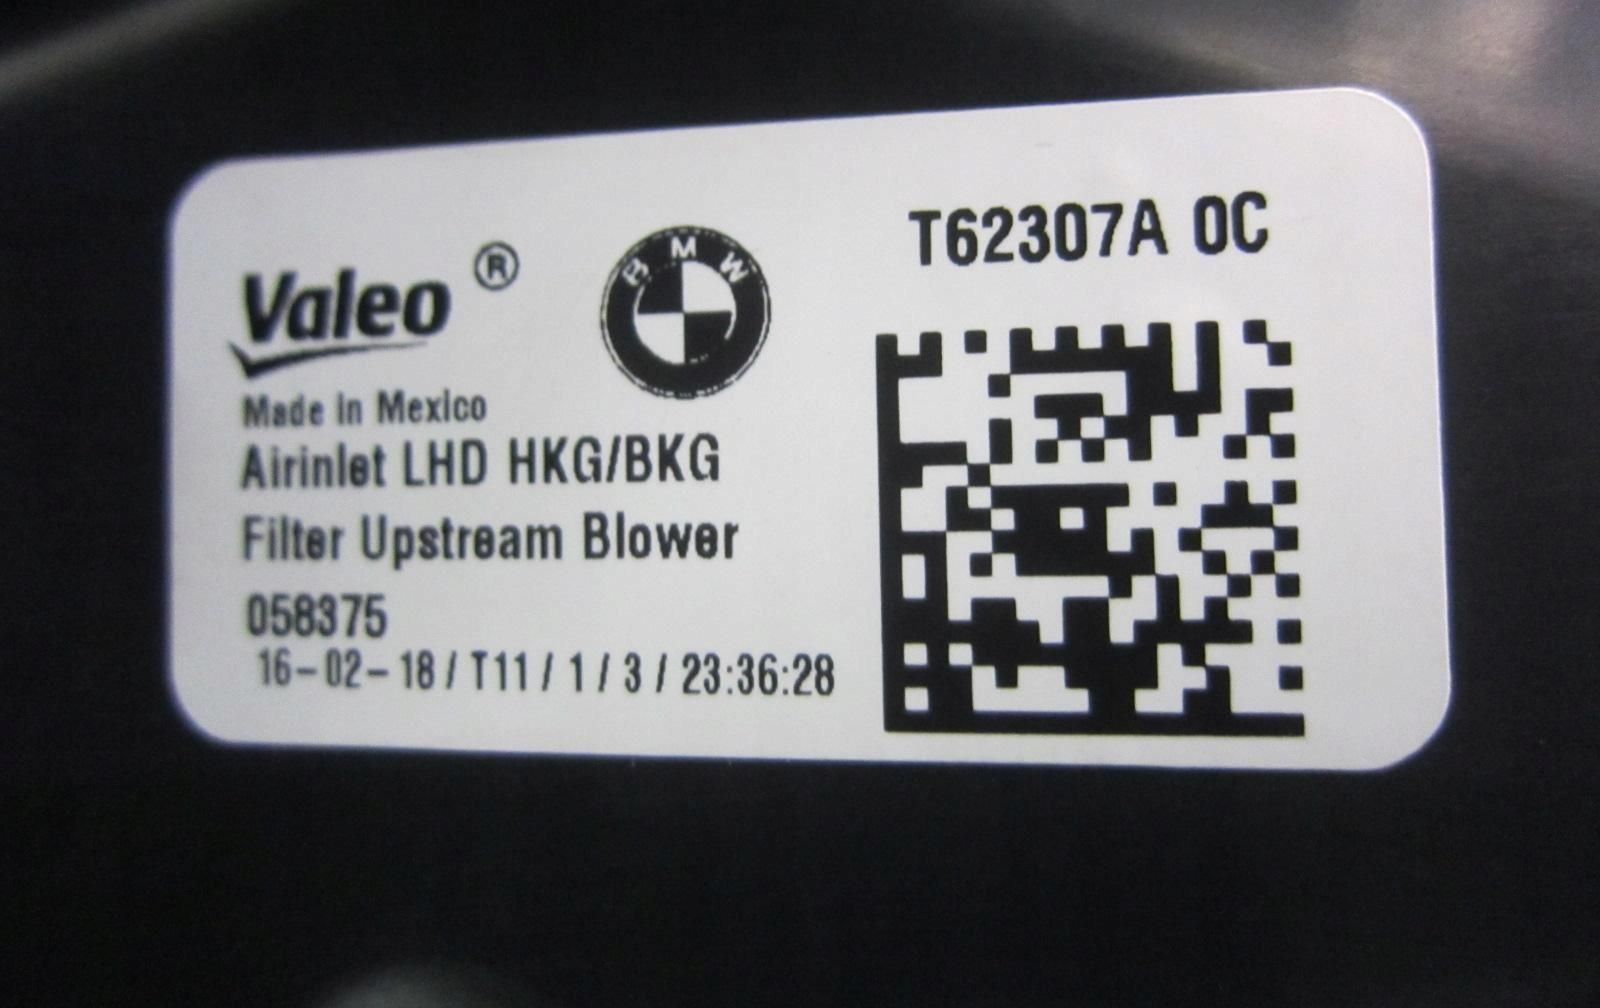 Valeo ®
BMW
T62307A 0C
Made in Mexico
Airinlet LHD HKG/BKG
Filter Upstream Blower
058375
16-02-18 / T11 / 1 / 3 / 23:36:28